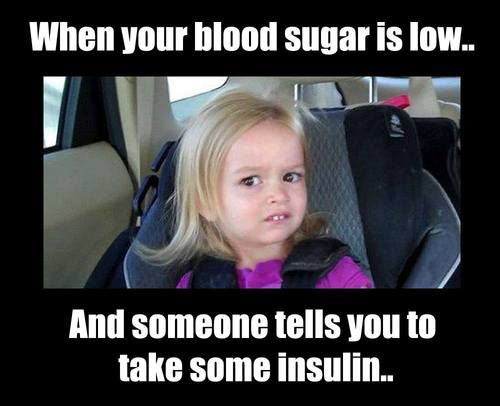 When your blood sugar is low..
And someone tells you to
take some insulin..